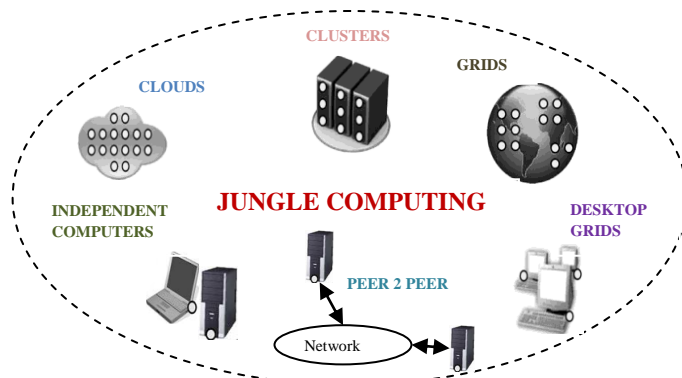 CLUSTERS
GRIDS
CLOUDS
JUNGLE COMPUTING
INDEPENDENT
COMPUTERS
DESKTOP
GRIDS
PEER 2 PEER
Network